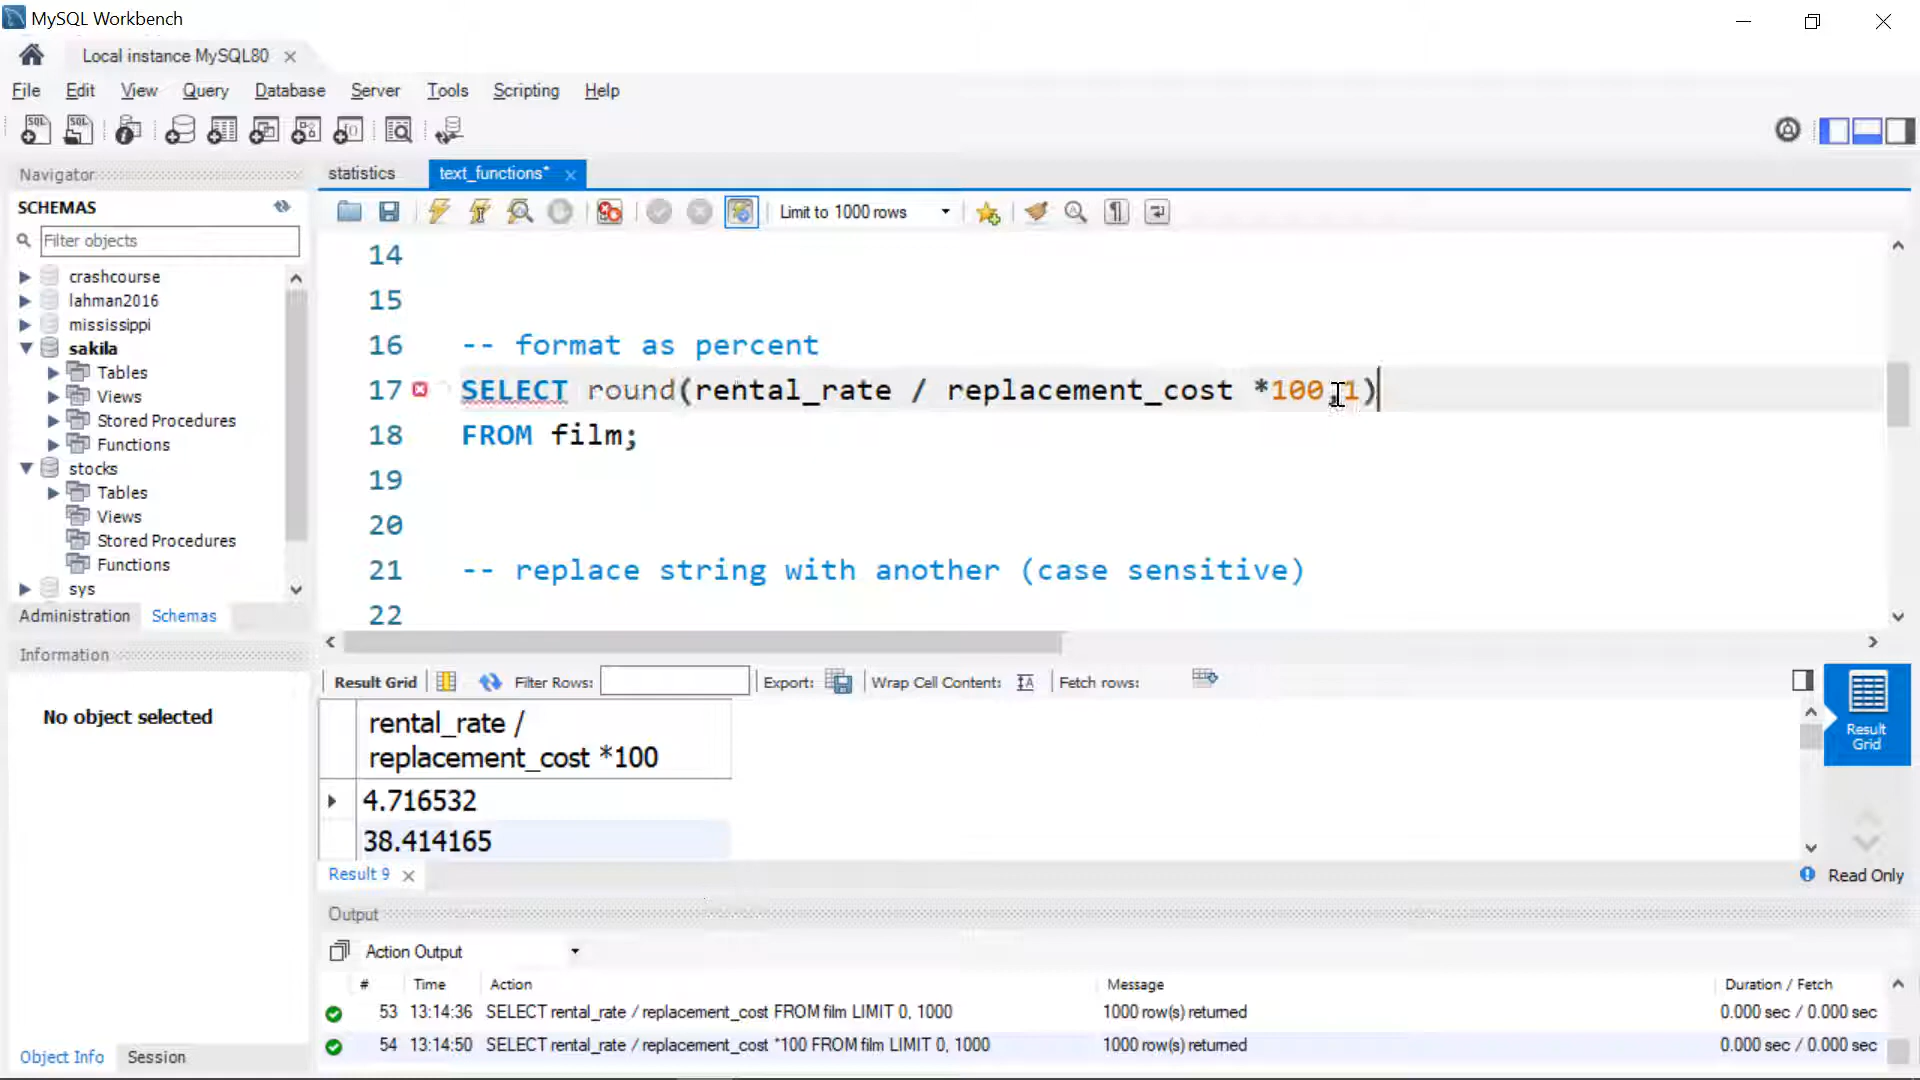 MySQL Workbench
Local instance MySQL80
File Edit View Query Database Server Tools Scripting Help
Navigator
SCHEMAS
Filter objects
crashcourse
lahman2016
mississippi
sakila
Tables
Views
Stored Procedures
Functions
stocks
Tables
Views
Stored Procedures
Functions
sys
Administration Schemas
Information
No object selected
Object Info Session
statistics text_functions*
Limit to 1000 rows
14
15
16 -- format as percent
17 SELECT round(rental_rate / replacement_cost *100,1)
18 FROM film;
19
20
21 -- replace string with another (case sensitive)
22
Result Grid Filter Rows: Export: Wrap Cell Content: Fetch rows:
rental_rate /
replacement_cost *100
4.716532
38.414165
Result
Grid
Result 9 Read Only
Output
Action Output
# Time Action Message Duration / Fetch
53 13:14:36 SELECT rental_rate / replacement_cost FROM film LIMIT 0, 1000 1000 row(s) returned 0.000 sec / 0.000 sec
54 13:14:50 SELECT rental_rate / replacement_cost *100 FROM film LIMIT 0, 1000 1000 row(s) returned 0.000 sec / 0.000 sec